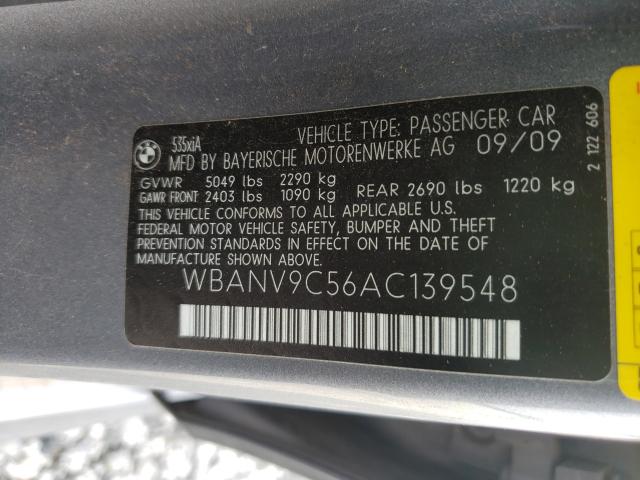 BMW
535xiA
VEHICLE TYPE: PASSENGER CAR
MFD BY BAYERISCHE MOTORENWERKE AG 09/09
GVWR 5049 lbs 2290 kg
GAWR FRONT 2403 lbs 1090 kg REAR 2690 lbs 1220 kg
THIS VEHICLE CONFORMS TO ALL APPLICABLE U.S.
FEDERAL MOTOR VEHICLE SAFETY, BUMPER AND THEFT
PREVENTION STANDARDS IN EFFECT ON THE DATE OF
MANUFACTURE SHOWN ABOVE.
WBANV9C56AC139548
2 122 606